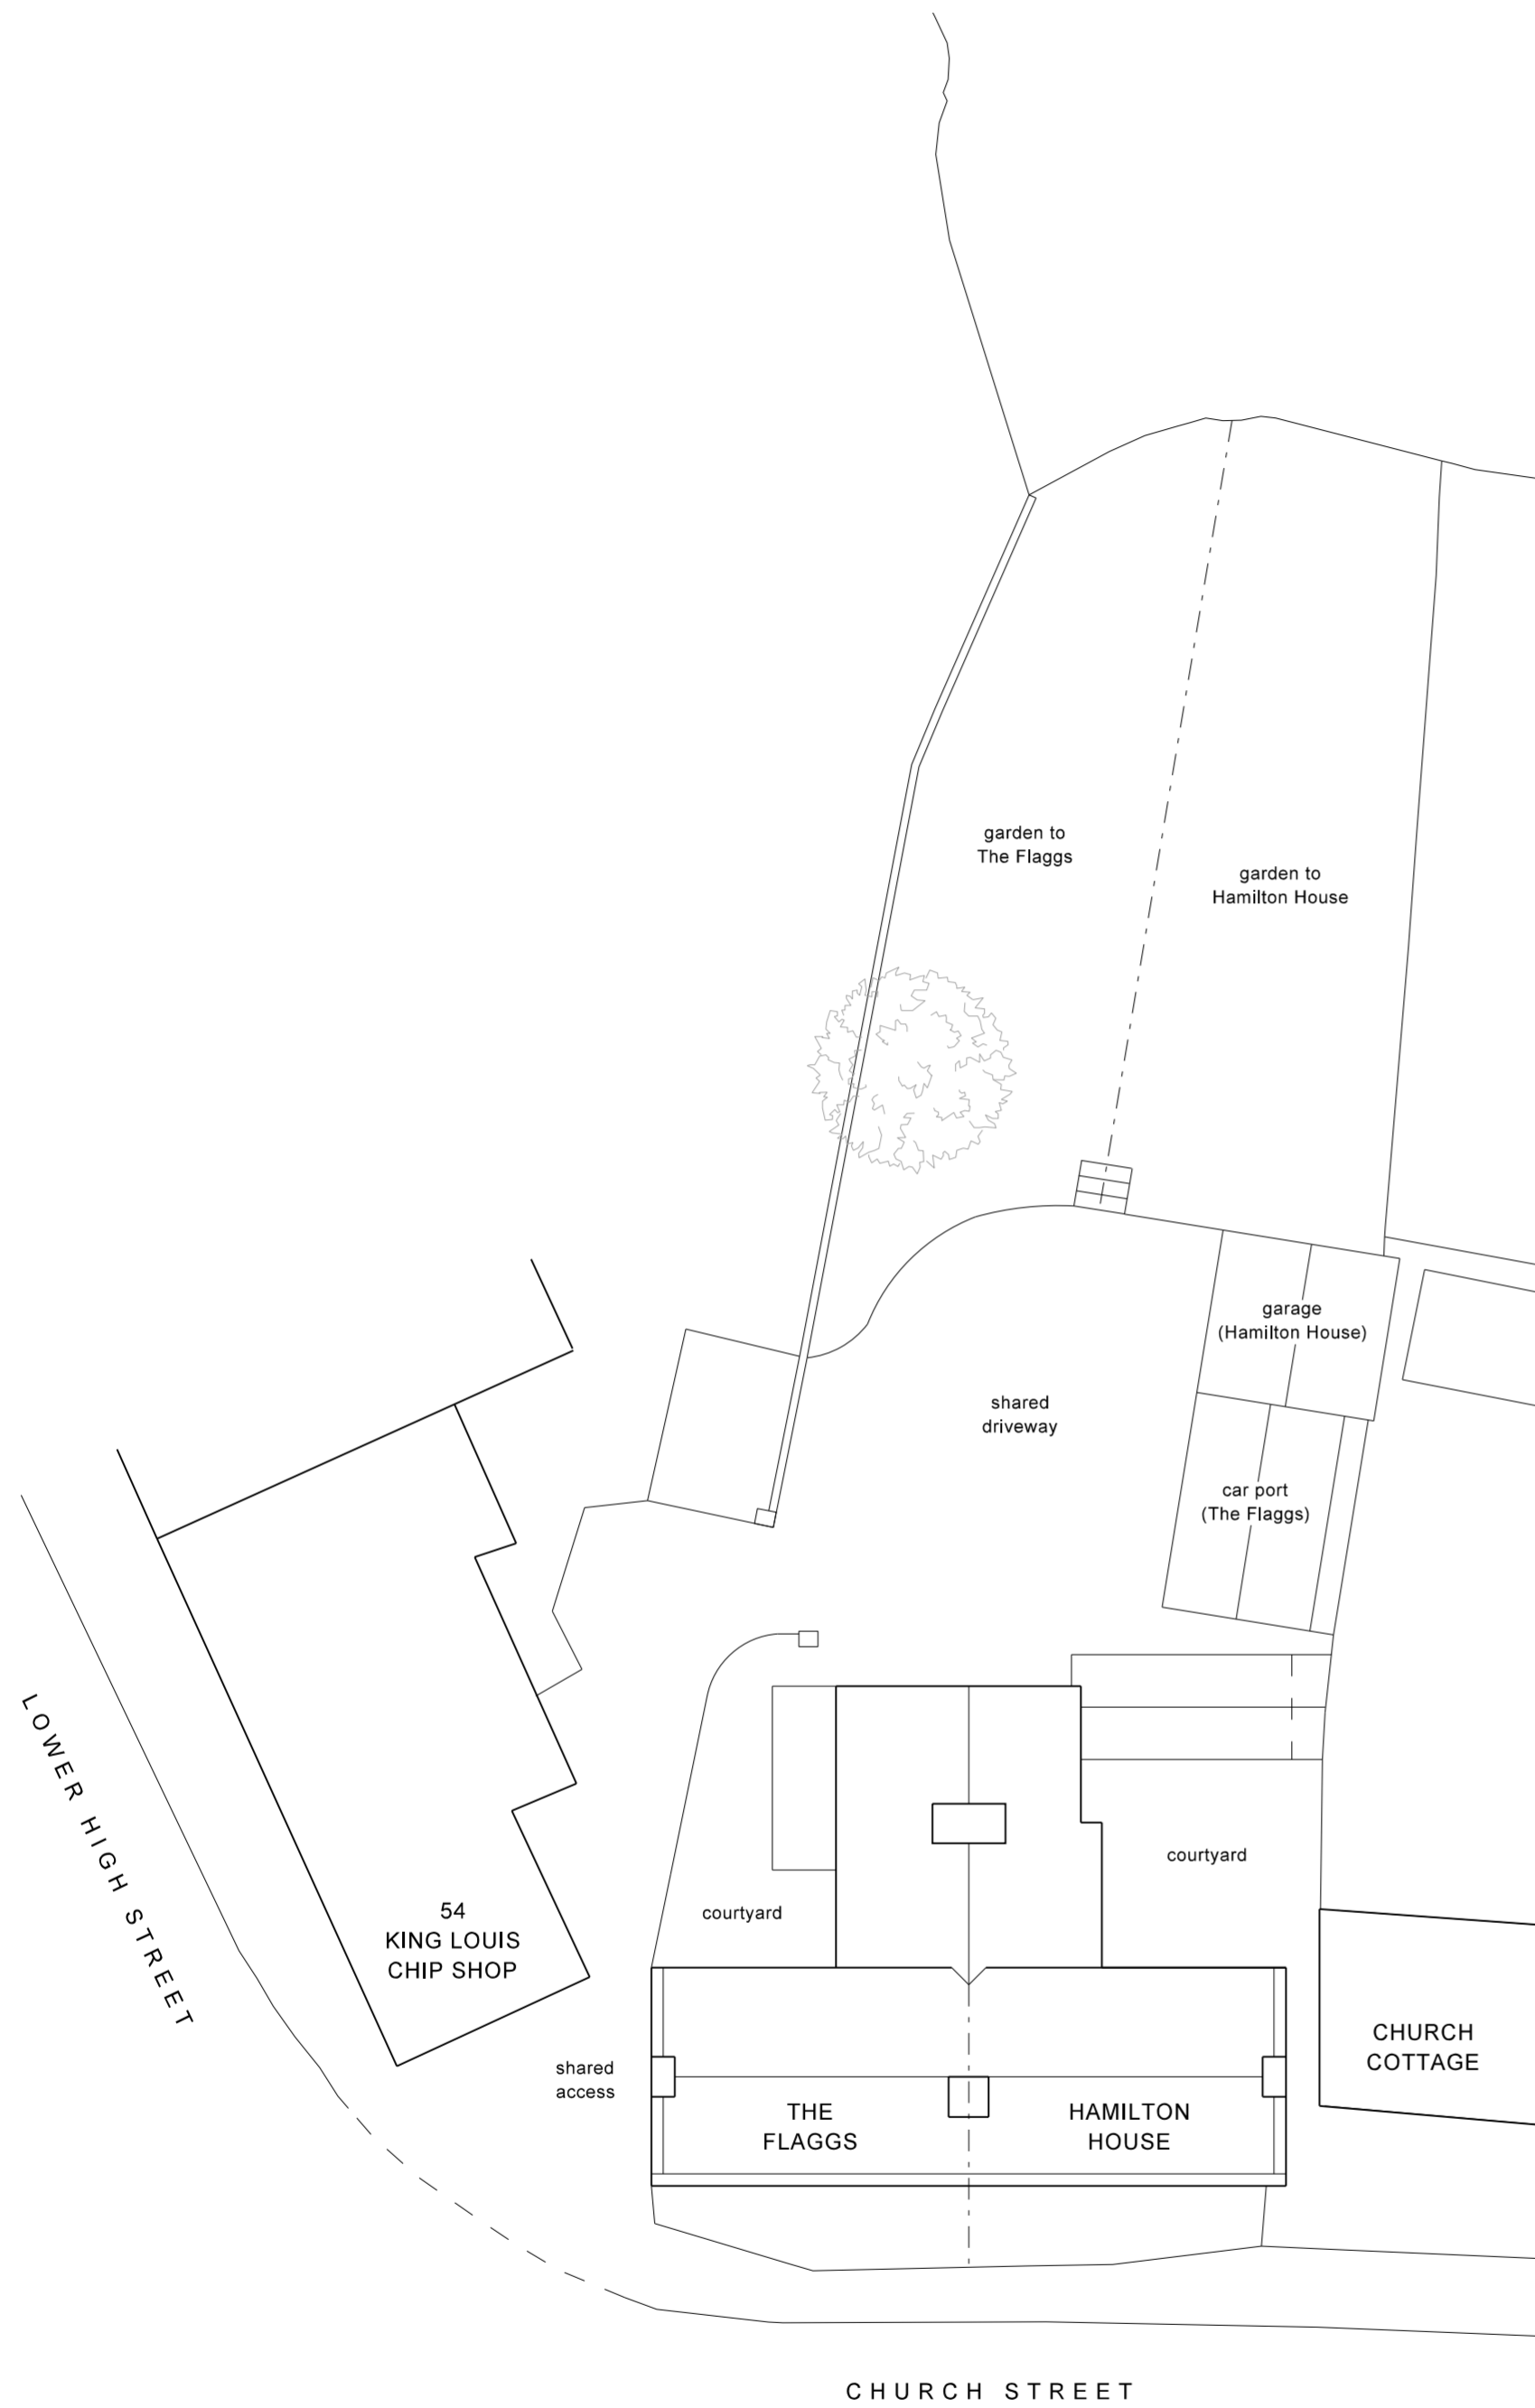 garden to
The Flaggs
garden to
Hamilton House
garage
(Hamilton House)
shared
driveway
car port
(The Flaggs)
LOWER HIGH STREET
courtyard
54
KING LOUIS
CHIP SHOP
courtyard
shared
access
THE
FLAGGS
HAMILTON
HOUSE
CHURCH
COTTAGE
CHURCH STREET